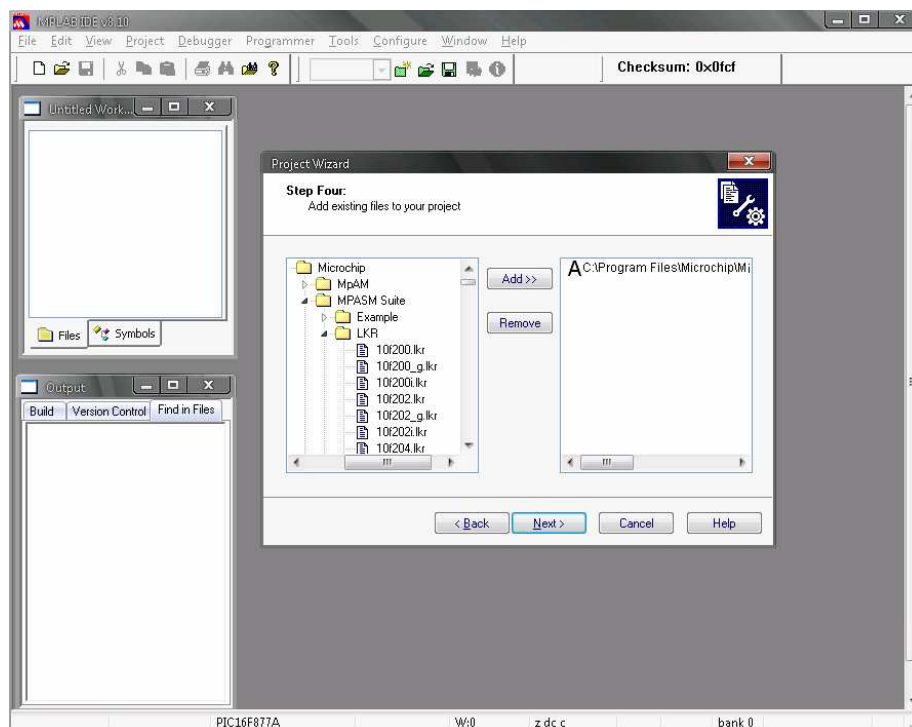 MPLAB IDE v8.10
File Edit View Project Debugger Programmer Tools Configure Window Help
Checksum: 0x0fcf
Untitled Work...
Files Symbols
Project Wizard
Step Four:
Add existing files to your project
Microchip
MpAM
MPASM Suite
Example
LKR
10f200.lkr
10f200_g.lkr
10f200i.lkr
10f202.lkr
10f202_g.lkr
10f202i.lkr
10f204.lkr
Add >>
Remove
A C:\Program Files\Microchip\Mi
< Back Next > Cancel Help
Output
Build Version Control Find in Files
PIC16F877A W:0 z dc c bank 0